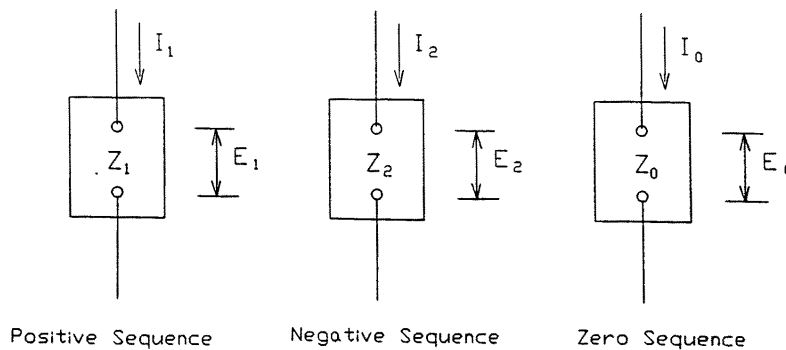 I₁
I₂
I₀
Z₁
E₁
Z₂
E₂
Z₀
E
Positive Sequence
Negative Sequence
Zero Sequence